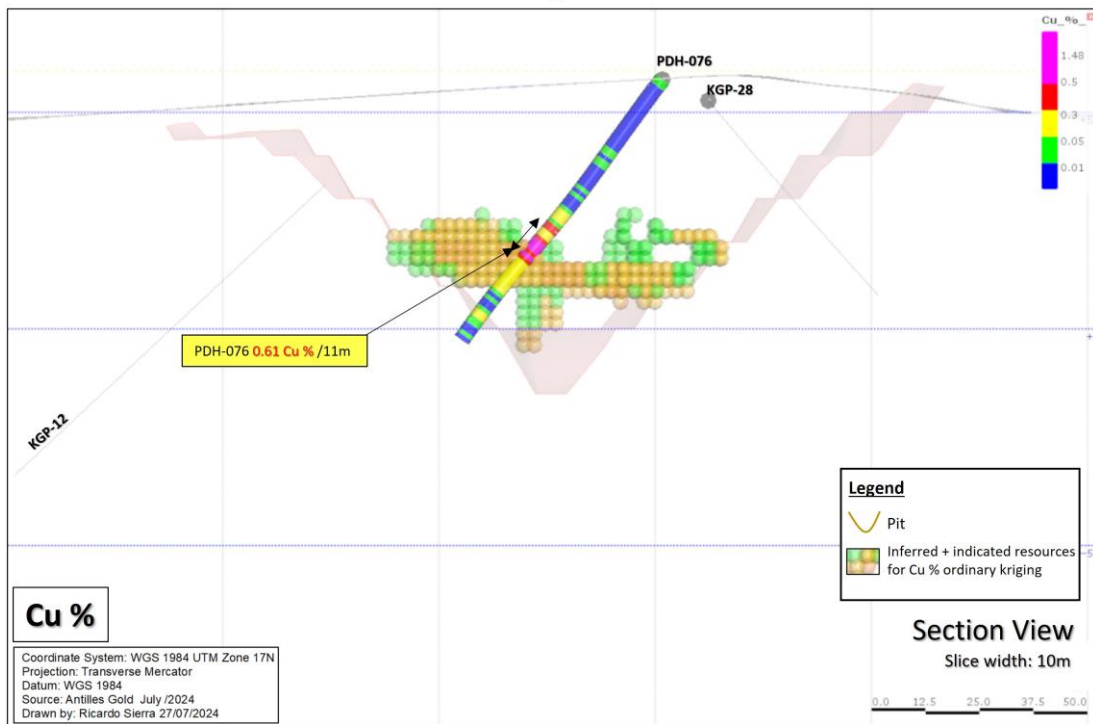 Cu_%_
1.48
0.5
0.3
0.05
0.01
PDH-076
KGP-28
PDH-076 0.61 Cu % /11m
KGP-12
Legend
Pit
Inferred + indicated resources
for Cu % ordinary kriging
Cu %
Section View
Slice width: 10m
Coordinate System: WGS 1984 UTM Zone 17N
Projection: Transverse Mercator
Datum: WGS 1984
Source: Antilles Gold July /2024
Drawn by: Ricardo Sierra 27/07/2024
0.0 12.5 25.0 37.5 50.0